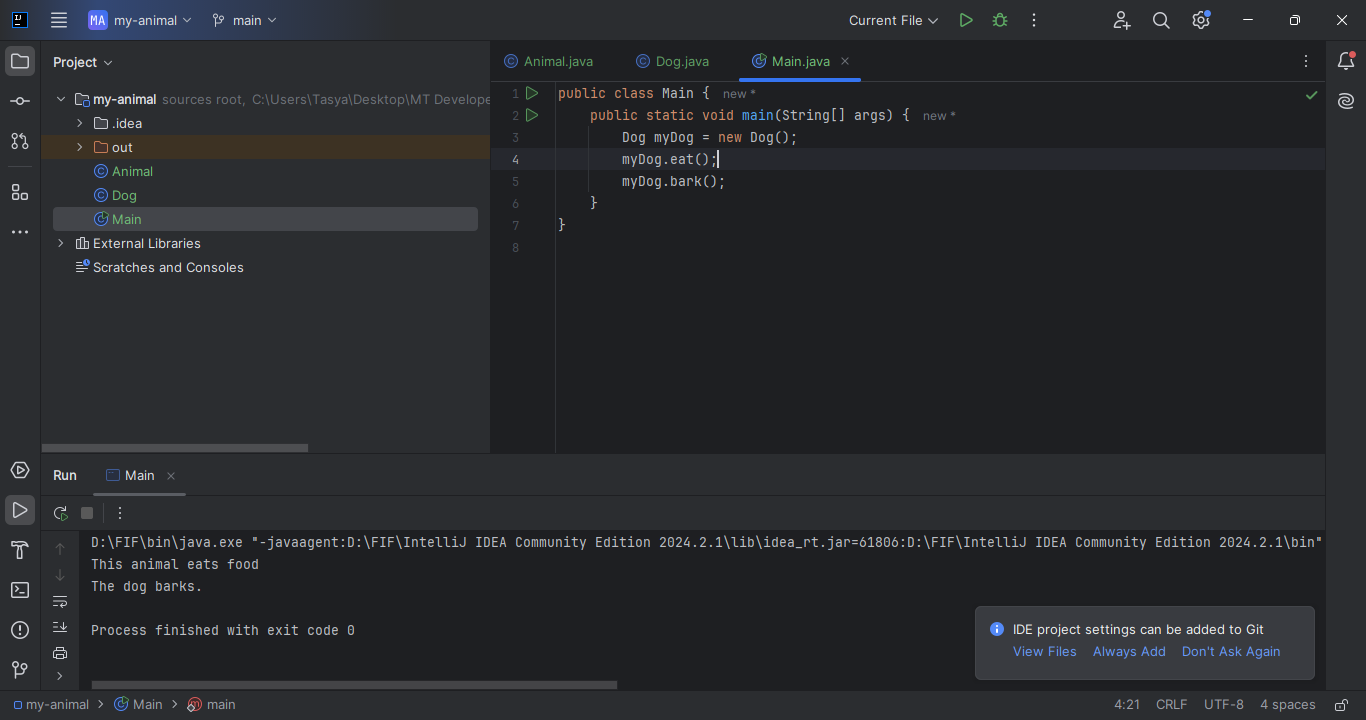 MA my-animal main Current File
Project
my-animal sources root, C:\Users\Tasya\Desktop\MT Develope
.idea
out
Animal
Dog
Main
External Libraries
Scratches and Consoles
Animal.java Dog.java Main.java
1 public class Main { new *
2 public static void main(String[] args) { new *
3 Dog myDog = new Dog();
4 myDog.eat();
5 myDog.bark();
6 }
7 }
8
Run Main
D:\FIF\bin\java.exe "-javaagent:D:\FIF\IntelliJ IDEA Community Edition 2024.2.1\lib\idea_rt.jar=61806:D:\FIF\IntelliJ IDEA Community Edition 2024.2.1\bin"
This animal eats food
The dog barks.
Process finished with exit code 0
IDE project settings can be added to Git
View Files Always Add Don't Ask Again
my-animal > Main > main 4:21 CRLF UTF-8 4 spaces